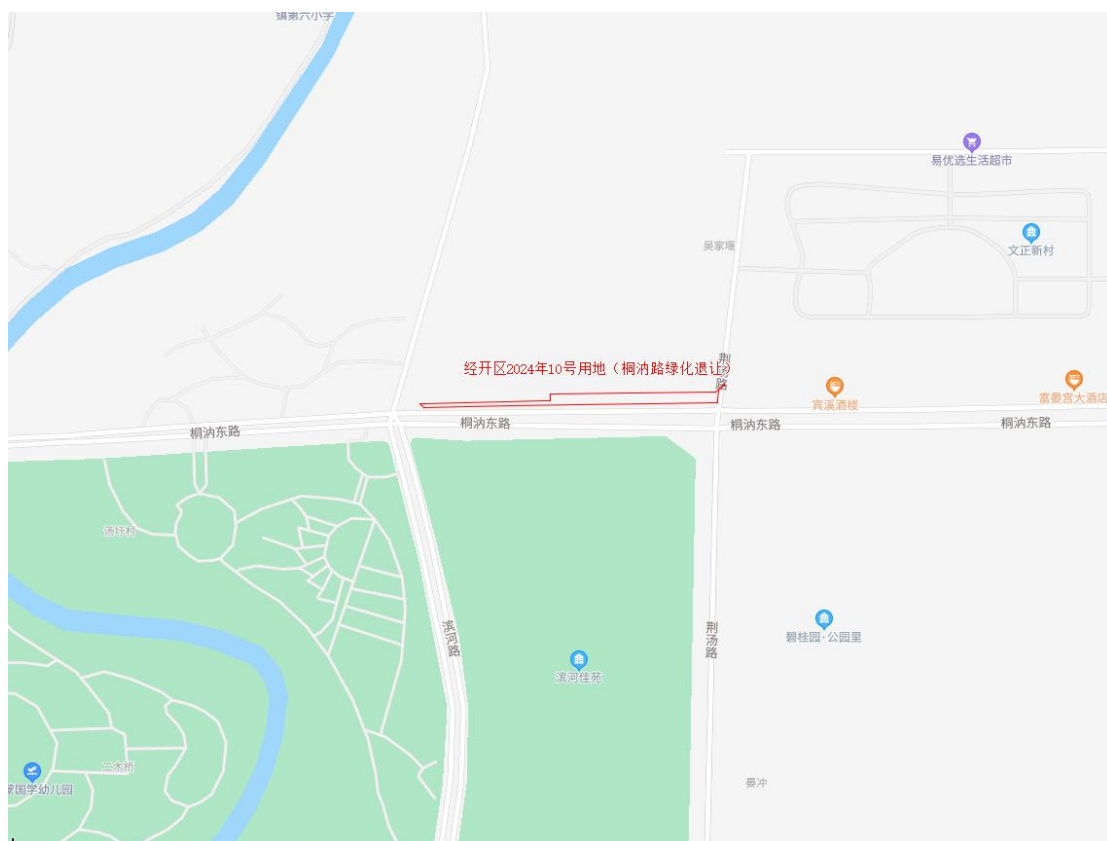 镇第六小学
易优选生活超市
吴家堰
文正新村
经开区2024年10号用地（桐汭路绿化退让）
荆汤路
宾溪酒楼
富晏宫大酒店
桐汭东路
桐汭东路
桐汭东路
桐汭东路
汤圩村
滨河路
荆汤路
碧桂园·公园里
滨河佳苑
二木桥
晏冲
国学幼儿园